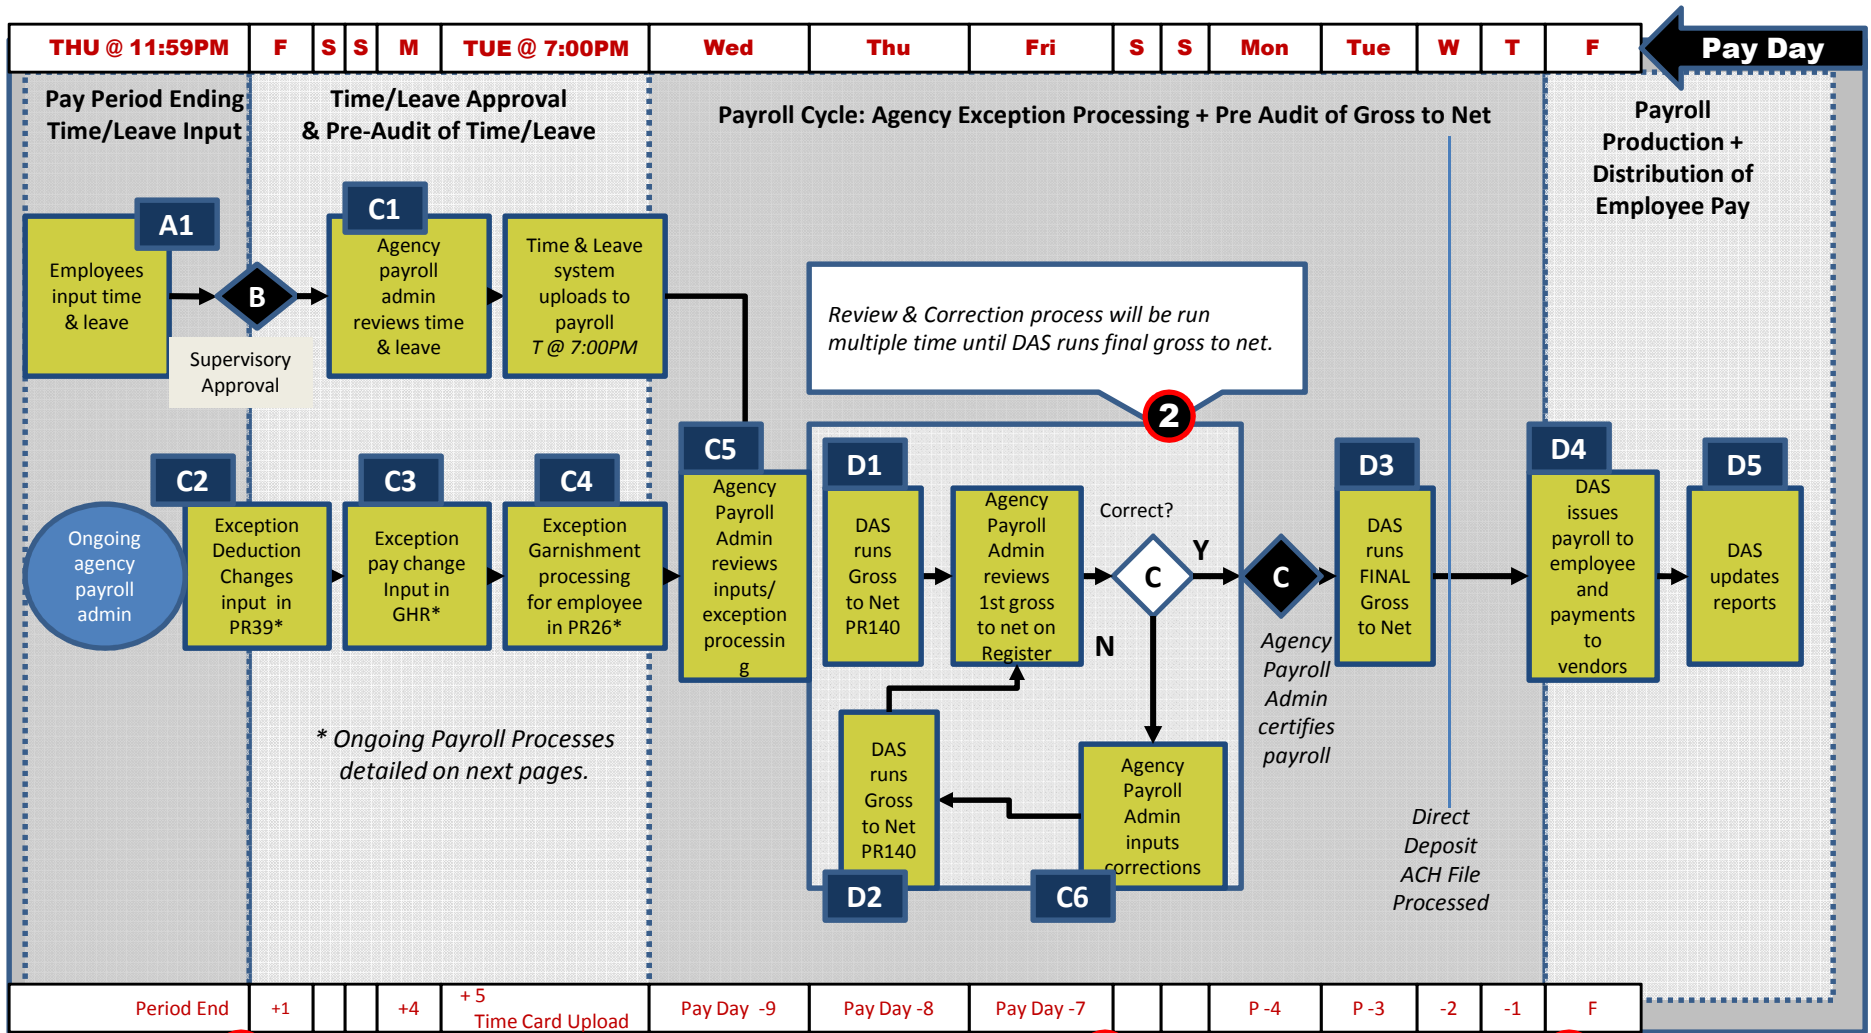 THU @ 11:59PM F S S M TUE @ 7:00PM Wed Thu Fri S S Mon Tue W T F
Pay Day
Pay Period Ending
Time/Leave Input
Time/Leave Approval
& Pre-Audit of Time/Leave
Payroll Cycle: Agency Exception Processing + Pre Audit of Gross to Net
Payroll
Production +
Distribution of
Employee Pay
A1
Employees
input time
& leave
B
Supervisory
Approval
C1
Agency
payroll
admin
reviews time
& leave
Time & Leave
system
uploads to
payroll
T @ 7:00PM
Review & Correction process will be run
multiple time until DAS runs final gross to net.
2
Ongoing
agency
payroll
admin
C2
Exception
Deduction
Changes
input in
PR39*
C3
Exception
pay change
Input in
GHR*
C4
Exception
Garnishment
processing
for employee
in PR26*
C5
Agency
Payroll
Admin
reviews
inputs/
exception
processin
g
D1
DAS
runs
Gross
to Net
PR140
Agency
Payroll
Admin
reviews
1st gross
to net on
Register
Correct?
C
Y
N
C
Agency
Payroll
Admin
certifies
payroll
D3
DAS
runs
FINAL
Gross
to Net
D4
DAS
issues
payroll to
employee
and
payments
to
vendors
D5
DAS
updates
reports
* Ongoing Payroll Processes
detailed on next pages.
DAS
runs
Gross
to Net
PR140
D2
Agency
Payroll
Admin
inputs
corrections
C6
Direct
Deposit
ACH File
Processed
Period End +1 +4 + 5
Time Card Upload
Pay Day -9 Pay Day -8 Pay Day -7 P -4 P -3 -2 -1 F